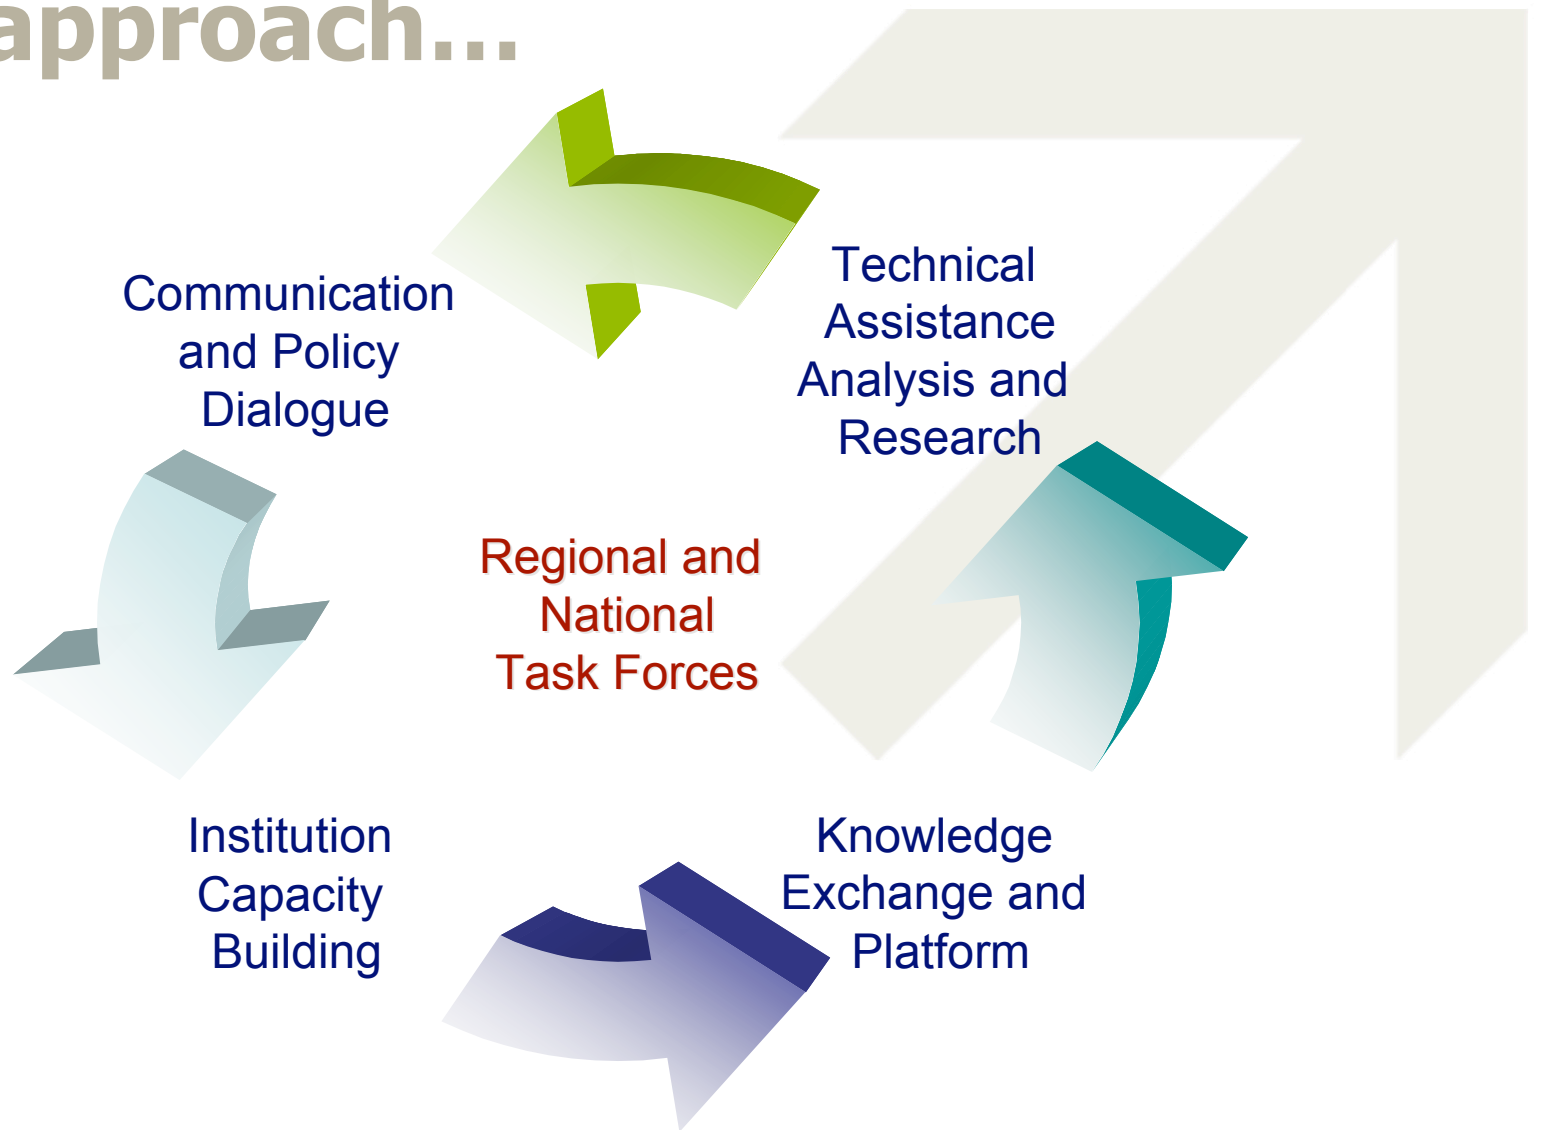 approach...
Communication
and Policy
Dialogue
Technical
Assistance
Analysis and
Research
Regional and
National
Task Forces
Institution
Capacity
Building
Knowledge
Exchange and
Platform